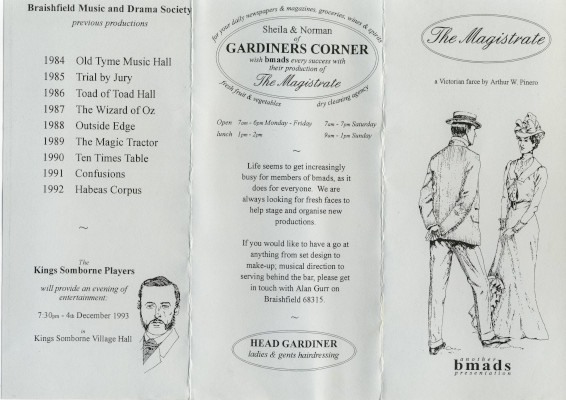 Braishfield Music and Drama Society
previous productions
1984 Old Tyme Music Hall
1985 Trial by Jury
1986 Toad of Toad Hall
1987 The Wizard of Oz
1988 Outside Edge
1989 The Magic Tractor
1990 Ten Times Table
1991 Confusions
1992 Habeas Corpus
~
The
Kings Somborne Players
will provide an evening of
entertainment:
7:30pm - 4th December 1993
in
Kings Somborne Village Hall
for your daily newspapers & magazines, groceries, wines & spirits
Sheila & Norman
of
GARDINERS CORNER
wish bmads every success with
their production of
The Magistrate
fresh fruit & vegetables
dry cleaning agency
Open 7am - 6pm Monday - Friday 7am - 7pm Saturday
lunch 1pm - 2pm 9am - 1pm Sunday
~
Life seems to get increasingly
busy for members of bmads, as it
does for everyone. We are
always looking for fresh faces to
help stage and organise new
productions.
If you would like to have a go at
anything from set design to
make-up; musical direction to
serving behind the bar, please get
in touch with Alan Gurr on
Braishfield 68315.
~
HEAD GARDINER
ladies & gents hairdressing
The Magistrate
a Victorian farce by Arthur W. Pinero
another
bmads
presentation